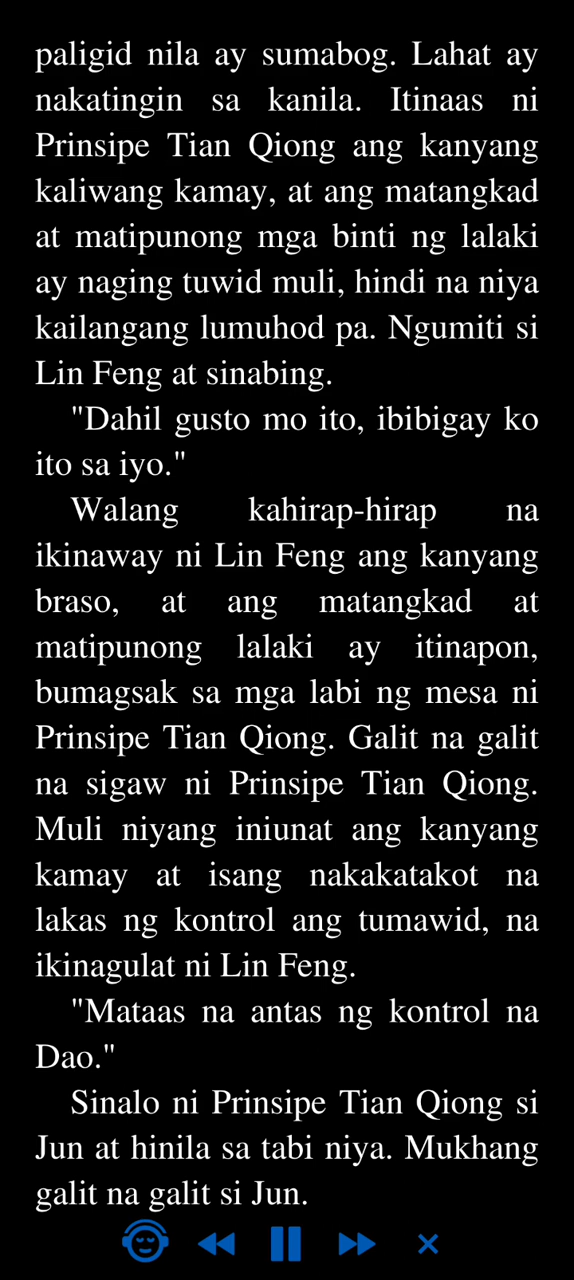 paligid nila ay sumabog. Lahat ay
nakatingin sa kanila. Itinaas ni
Prinsipe Tian Qiong ang kanyang
kaliwang kamay, at ang matangkad
at matipunong mga binti ng lalaki
ay naging tuwid muli, hindi na niya
kailangang lumuhod pa. Ngumiti si
Lin Feng at sinabing.
"Dahil gusto mo ito, ibibigay ko
ito sa iyo."
Walang kahirap-hirap na
ikinaway ni Lin Feng ang kanyang
braso, at ang matangkad at
matipunong lalaki ay itinapon,
bumagsak sa mga labi ng mesa ni
Prinsipe Tian Qiong. Galit na galit
na sigaw ni Prinsipe Tian Qiong.
Muli niyang iniunat ang kanyang
kamay at isang nakakatakot na
lakas ng kontrol ang tumawid, na
ikinagulat ni Lin Feng.
"Mataas na antas ng kontrol na
Dao."
Sinalo ni Prinsipe Tian Qiong si
Jun at hinila sa tabi niya. Mukhang
galit na galit si Jun.